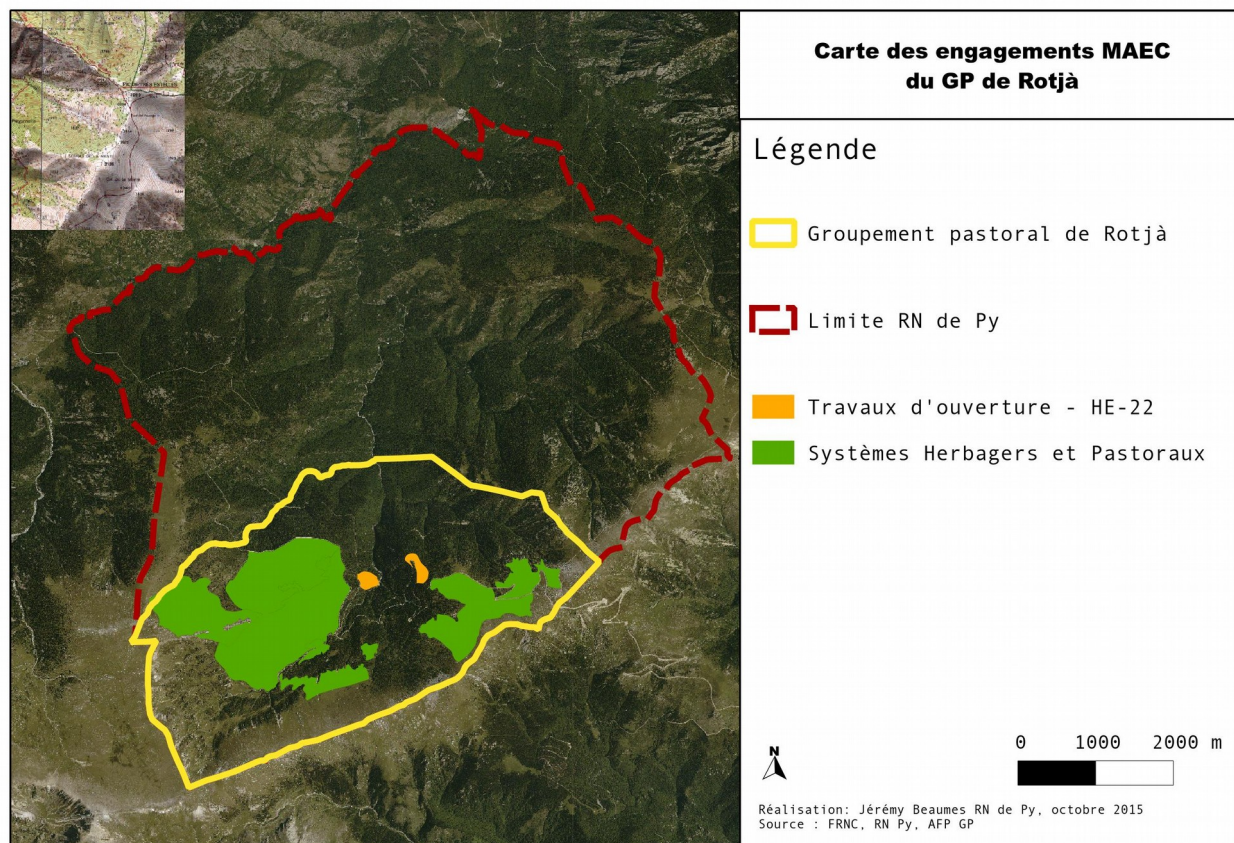 Carte des engagements MAEC
du GP de Rotjà
Légende
Groupement pastoral de Rotjà
Limite RN de Py
Travaux d'ouverture - HE-22
Systèmes Herbagers et Pastoraux
N
0 1000 2000 m
Réalisation: Jérémy Beaumes RN de Py, octobre 2015
Source : FRNC, RN Py, AFP GP